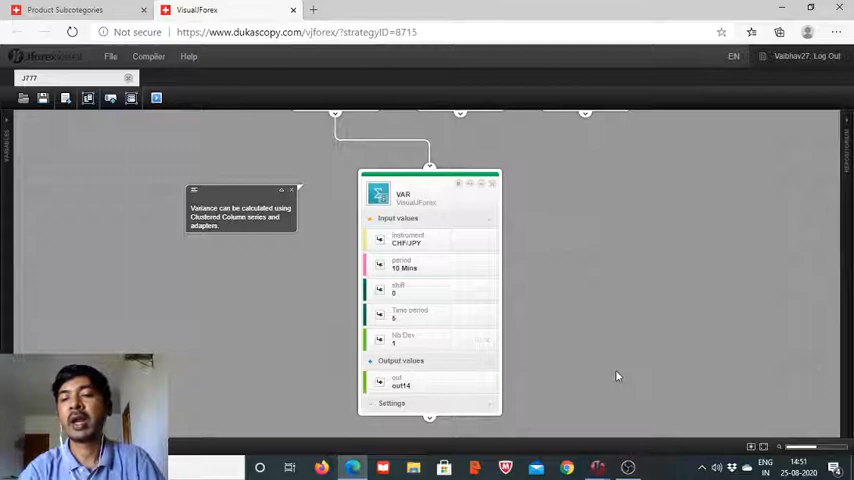 Product Subcategories
VisualJForex
Not secure
https://www.dukascopy.com/vjforex/?strategyID=8715
File
Compiler
Help
EN
Vaibhav27. Log Out
J777
VAR
VisualJForex
Input values
Instrument
CHF/JPY
period
10 Mins
shift
0
Time period
5
Nb Dev
1
Output values
out
out14
Settings
Variance can be calculated using
Clustered Column series and
adapters.
ENG
IN
14:51
25-08-2020
4